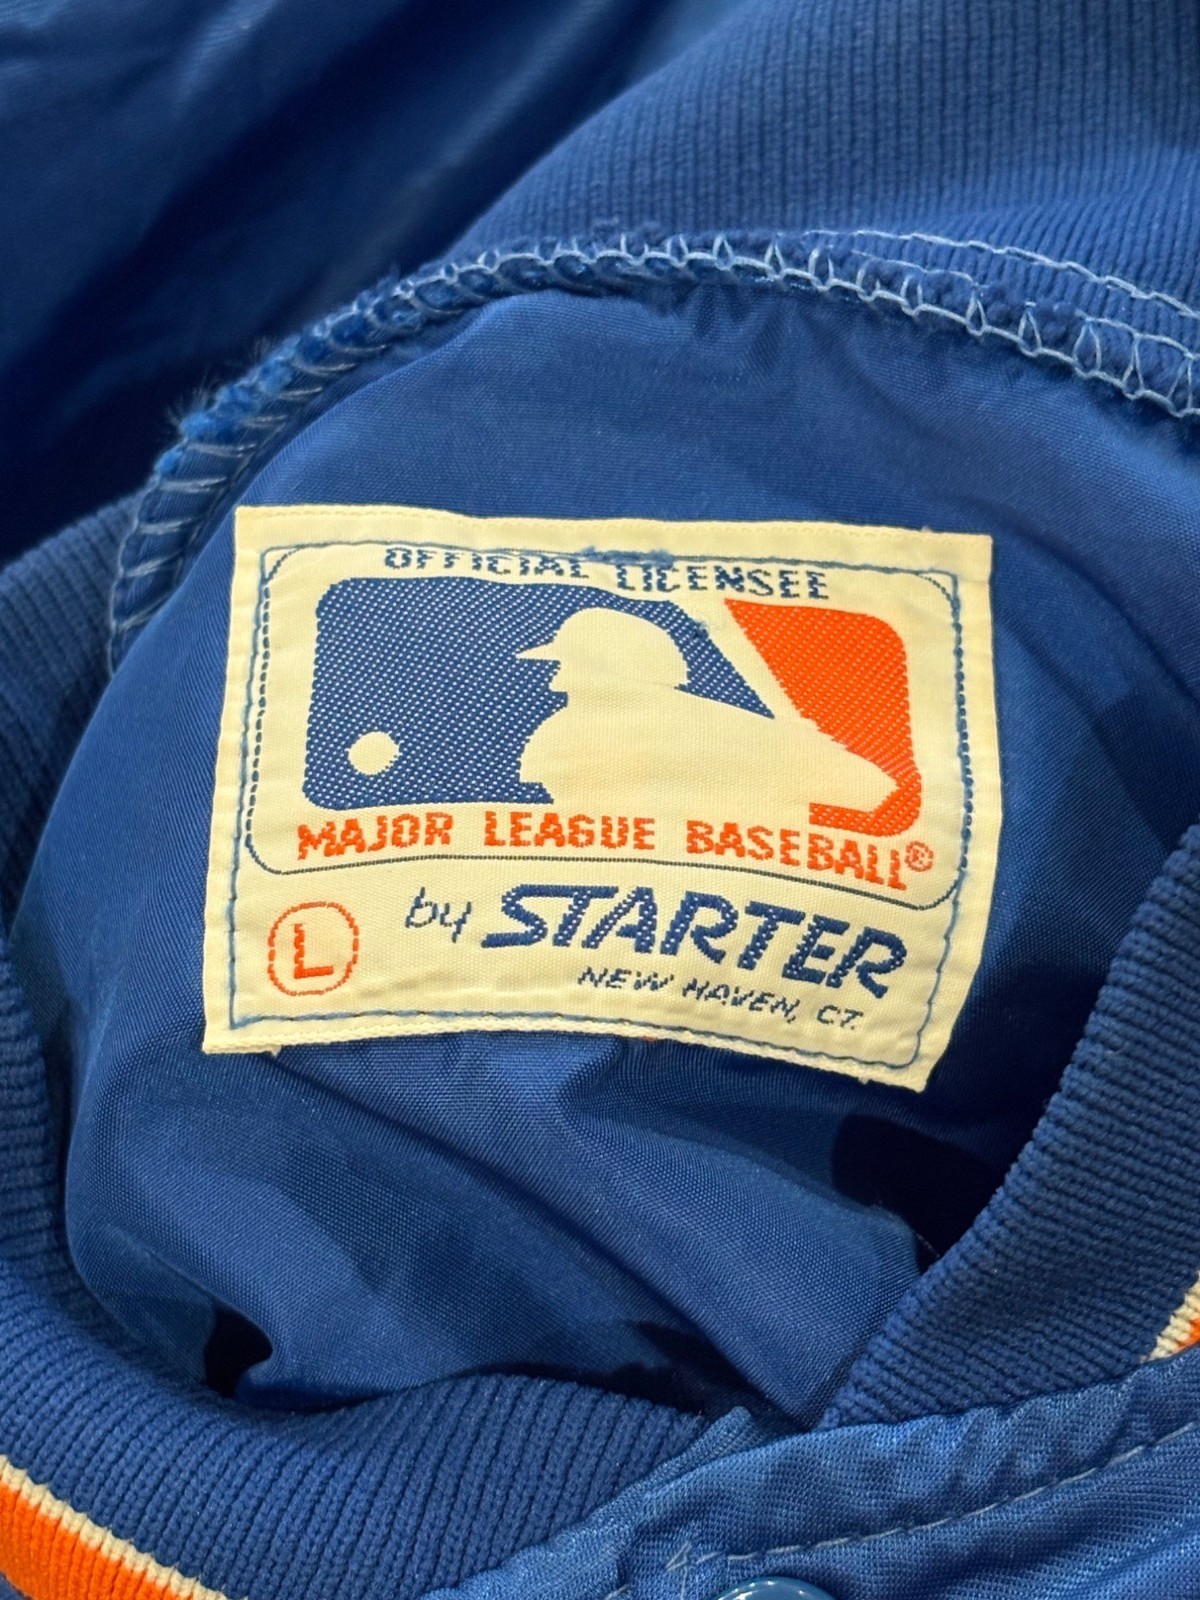 OFFICIAL LICENSEE
MAJOR LEAGUE BASEBALL®
by STARTER
L
NEW HAVEN, CT.